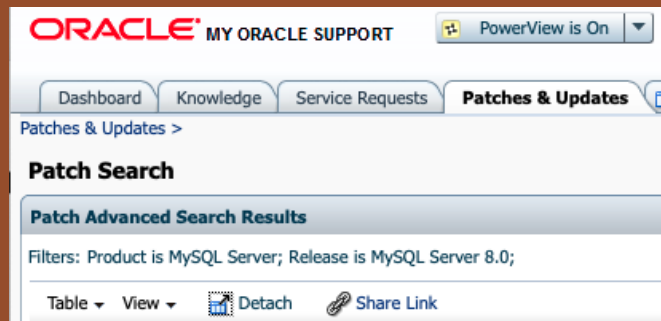 ORACLE® MY ORACLE SUPPORT
PowerView is On
Dashboard Knowledge Service Requests Patches & Updates
Patches & Updates >
Patch Search
Patch Advanced Search Results
Filters: Product is MySQL Server; Release is MySQL Server 8.0;
Table View Detach Share Link